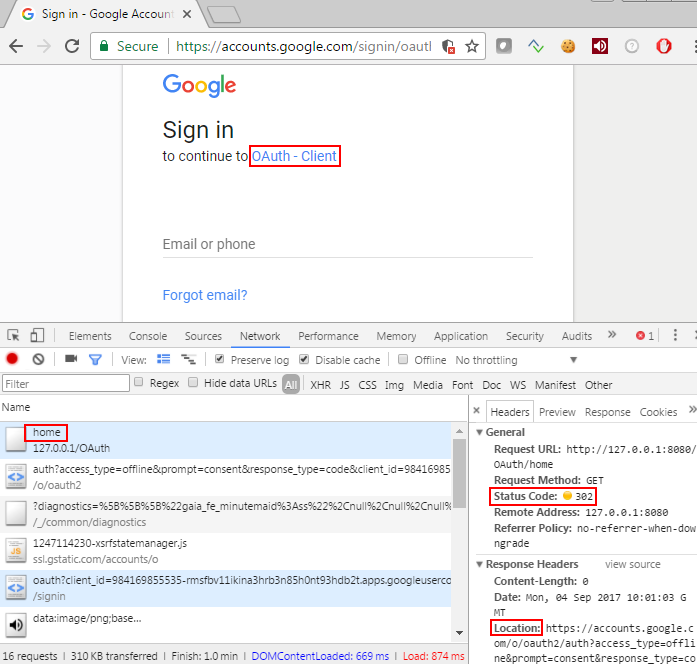 Sign in - Google Accoun
Secure
https://accounts.google.com/signin/oautl
Google
Sign in
to continue to OAuth - Client
Email or phone
Forgot email?
Elements Console Sources Network Performance Memory Application Security Audits » 1
View: Preserve log Disable cache Offline No throttling
Filter Regex Hide data URLs All XHR JS CSS Img Media Font Doc WS Manifest Other
Name
home
127.0.0.1/OAuth
auth?access_type=offline&prompt=consent&response_type=code&client_id=98416985
/o/oauth2
?diagnostics=%5B%5B%5B%22gaia_fe_minutemaid%3Ass%22%2Cnull%2Cnull%2Cnull%
/_/common/diagnostics
1247114230-xsrfstatemanager.js
ssl.gstatic.com/accounts/o
oauth?client_id=984169855535-rmsfbv11ikina3hrb3n85h0nt93hdb2t.apps.googleuserco
/signin
data:image/png;base...
16 requests | 310 KB transferred | Finish: 1.0 min | DOMContentLoaded: 669 ms | Load: 874 ms
× Headers Preview Response Cookies »
General
Request URL: http://127.0.0.1:8080/
OAuth/home
Request Method: GET
Status Code: 302
Remote Address: 127.0.0.1:8080
Referrer Policy: no-referrer-when-dow
ngrade
Response Headers view source
Content-Length: 0
Date: Mon, 04 Sep 2017 10:01:03 G
MT
Location: https://accounts.google.c
om/o/oauth2/auth?access_type=offli
ne&prompt=consent&response_type=co